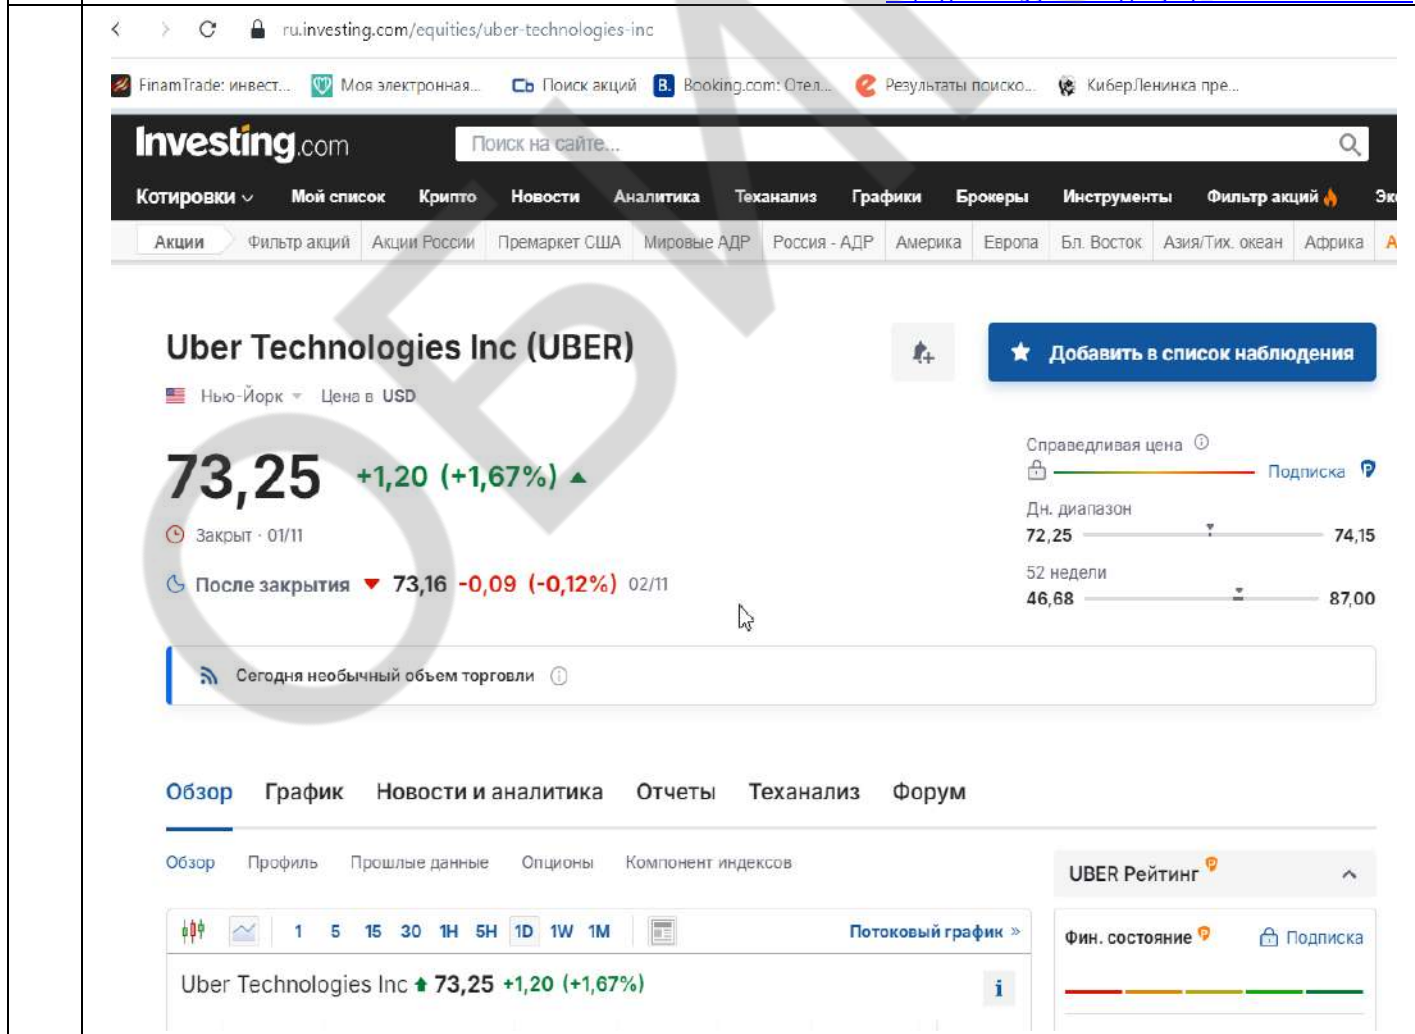 ru.investing.com/equities/uber-technologies-inc
FinamTrade: инвест... Моя электронная... Поиск акций Booking.com: Отел... Результаты поиско... КиберЛенинка пре...
Investing.com Поиск на сайте...
Котировки Мой список Крипто Новости Аналитика Теханализ Графики Брокеры Инструменты Фильтр акций
Акции Фильтр акций Акции России Премаркет США Мировые АДР Россия - АДР Америка Европа Бл. Восток Азия/Тих. океан Африка
Uber Technologies Inc (UBER)
Добавить в список наблюдения
Нью-Йорк Цена в USD
73,25 +1,20 (+1,67%)
Справедливая цена
Подписка
Дн. диапазон
72,25 74,15
Закрыт · 01/11
52 недели
46,68 87,00
После закрытия 73,16 -0,09 (-0,12%) 02/11
Сегодня необычный объем торговли
Обзор График Новости и аналитика Отчеты Теханализ Форум
Обзор Профиль Прошлые данные Опционы Компонент индексов
UBER Рейтинг
1 5 15 30 1H 5H 1D 1W 1M Потоковый график »
Фин. состояние Подписка
Uber Technologies Inc 73,25 +1,20 (+1,67%)